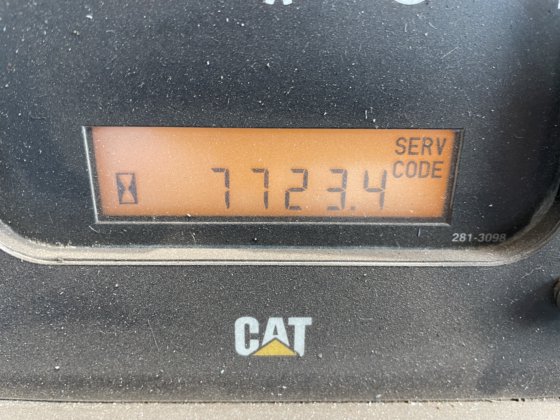 SERV
CODE
7723.4
281-3098
CAT